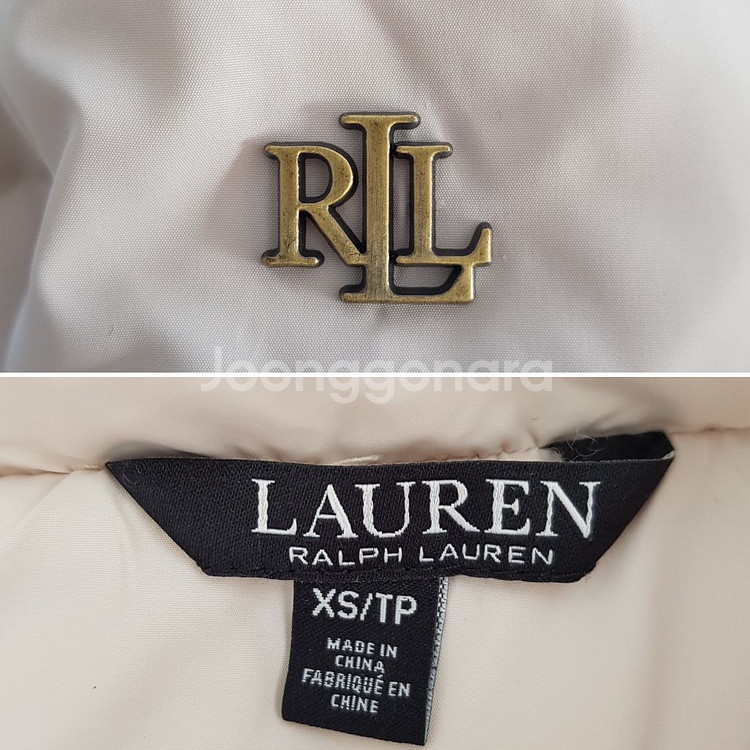 RLL
Joonggonara
LAUREN
RALPH LAUREN
XS/TP
MADE IN
CHINA
FABRIQUÉ EN
CHINE